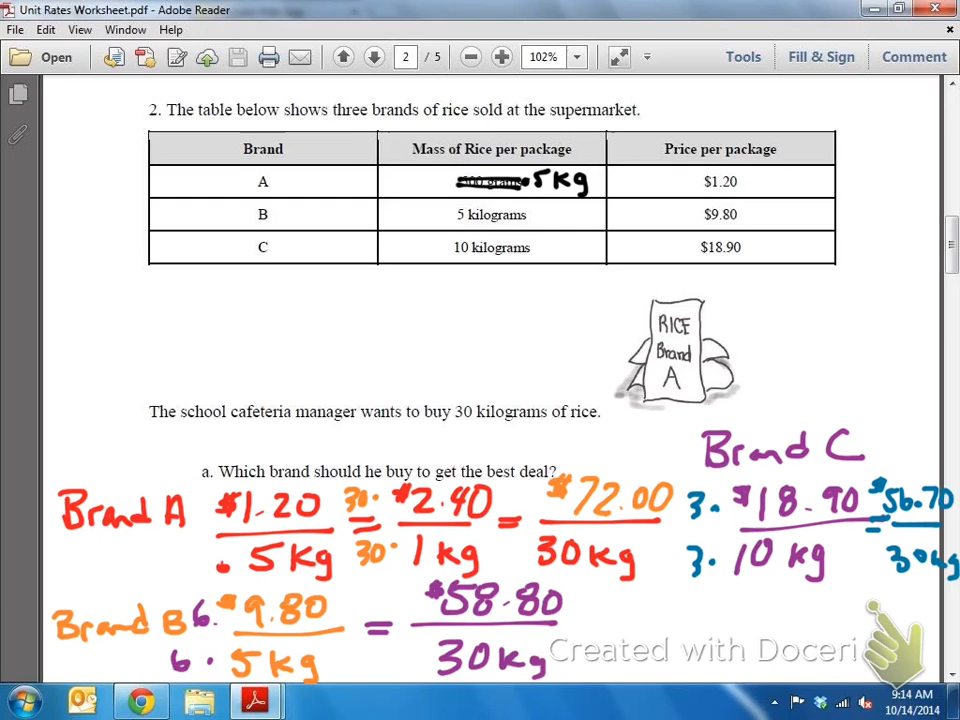 Unit Rates Worksheet.pdf - Adobe Reader
File Edit View Window Help
Open 2 / 5 102% Tools Fill & Sign Comment
2. The table below shows three brands of rice sold at the supermarket.
Brand Mass of Rice per package Price per package
A .5kg $1.20
B 5 kilograms $9.80
C 10 kilograms $18.90
RICE
Brand
A
The school cafeteria manager wants to buy 30 kilograms of rice.
a. Which brand should he buy to get the best deal?
Brand C
Brand A $1.20 30· $2.40 = $72.00 3· $18.90 $56.70
.5kg = 30· 1kg 30kg 3· 10 kg = 30kg
Brand B 6· $9.80 = $58.80
6· 5kg 30kg
Created with Doceri
9:14 AM
10/14/2014